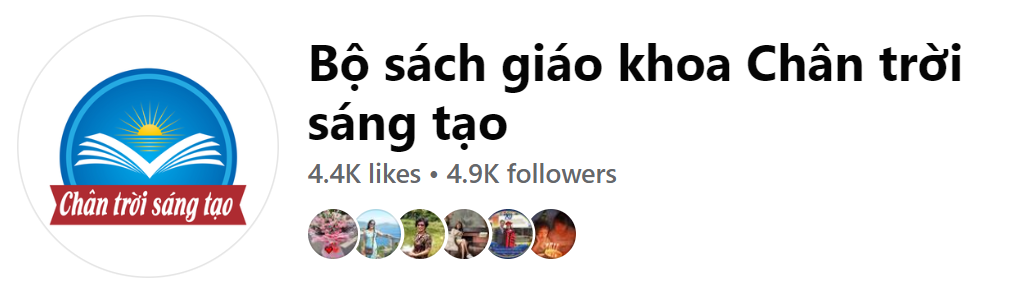 Chân trời sáng tạo
Bộ sách giáo khoa Chân trời
sáng tạo
4.4K likes • 4.9K followers